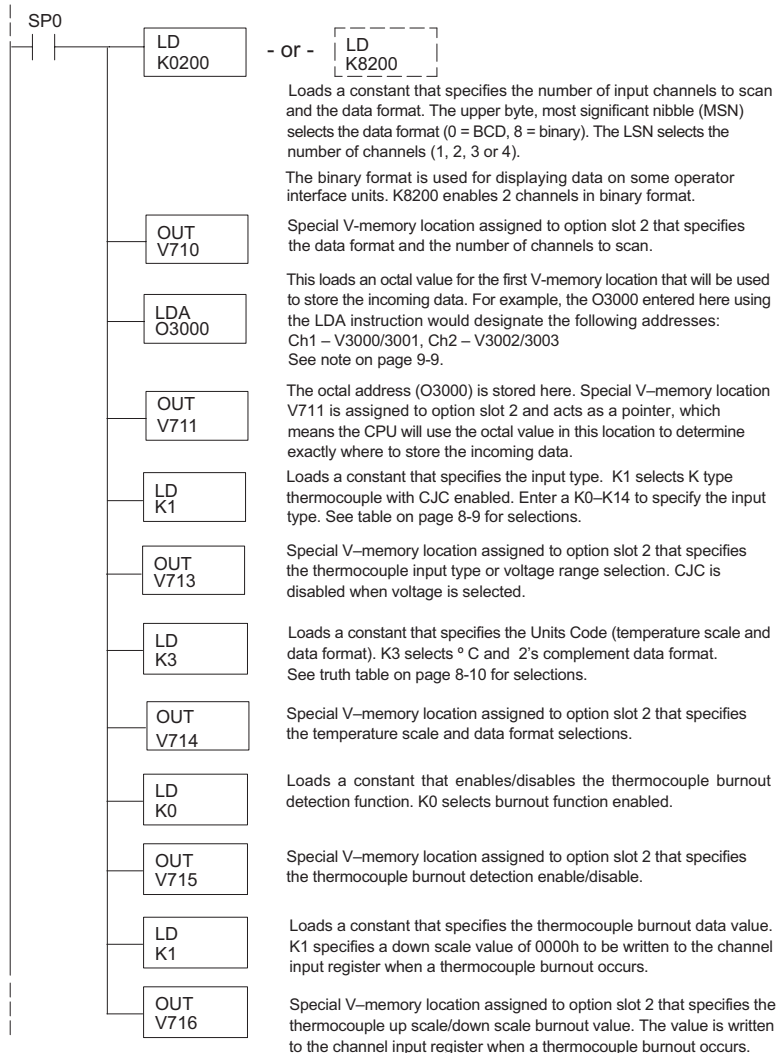 SP0
LD
K0200
- or -
LD
K8200
Loads a constant that specifies the number of input channels to scan
and the data format. The upper byte, most significant nibble (MSN)
selects the data format (0 = BCD, 8 = binary). The LSN selects the
number of channels (1, 2, 3 or 4).
The binary format is used for displaying data on some operator
interface units. K8200 enables 2 channels in binary format.
OUT
V710
Special V-memory location assigned to option slot 2 that specifies
the data format and the number of channels to scan.
LDA
O3000
This loads an octal value for the first V-memory location that will be used
to store the incoming data. For example, the O3000 entered here using
the LDA instruction would designate the following addresses:
Ch1 – V3000/3001, Ch2 – V3002/3003
See note on page 9-9.
OUT
V711
The octal address (O3000) is stored here. Special V–memory location
V711 is assigned to option slot 2 and acts as a pointer, which
means the CPU will use the octal value in this location to determine
exactly where to store the incoming data.
LD
K1
Loads a constant that specifies the input type. K1 selects K type
thermocouple with CJC enabled. Enter a K0–K14 to specify the input
type. See table on page 8-9 for selections.
OUT
V713
Special V–memory location assigned to option slot 2 that specifies
the thermocouple input type or voltage range selection. CJC is
disabled when voltage is selected.
LD
K3
Loads a constant that specifies the Units Code (temperature scale and
data format). K3 selects º C and 2's complement data format.
See truth table on page 8-10 for selections.
OUT
V714
Special V–memory location assigned to option slot 2 that specifies
the temperature scale and data format selections.
LD
K0
Loads a constant that enables/disables the thermocouple burnout
detection function. K0 selects burnout function enabled.
OUT
V715
Special V–memory location assigned to option slot 2 that specifies
the thermocouple burnout detection enable/disable.
LD
K1
Loads a constant that specifies the thermocouple burnout data value.
K1 specifies a down scale value of 0000h to be written to the channel
input register when a thermocouple burnout occurs.
OUT
V716
Special V–memory location assigned to option slot 2 that specifies the
thermocouple up scale/down scale burnout value. The value is written
to the channel input register when a thermocouple burnout occurs.